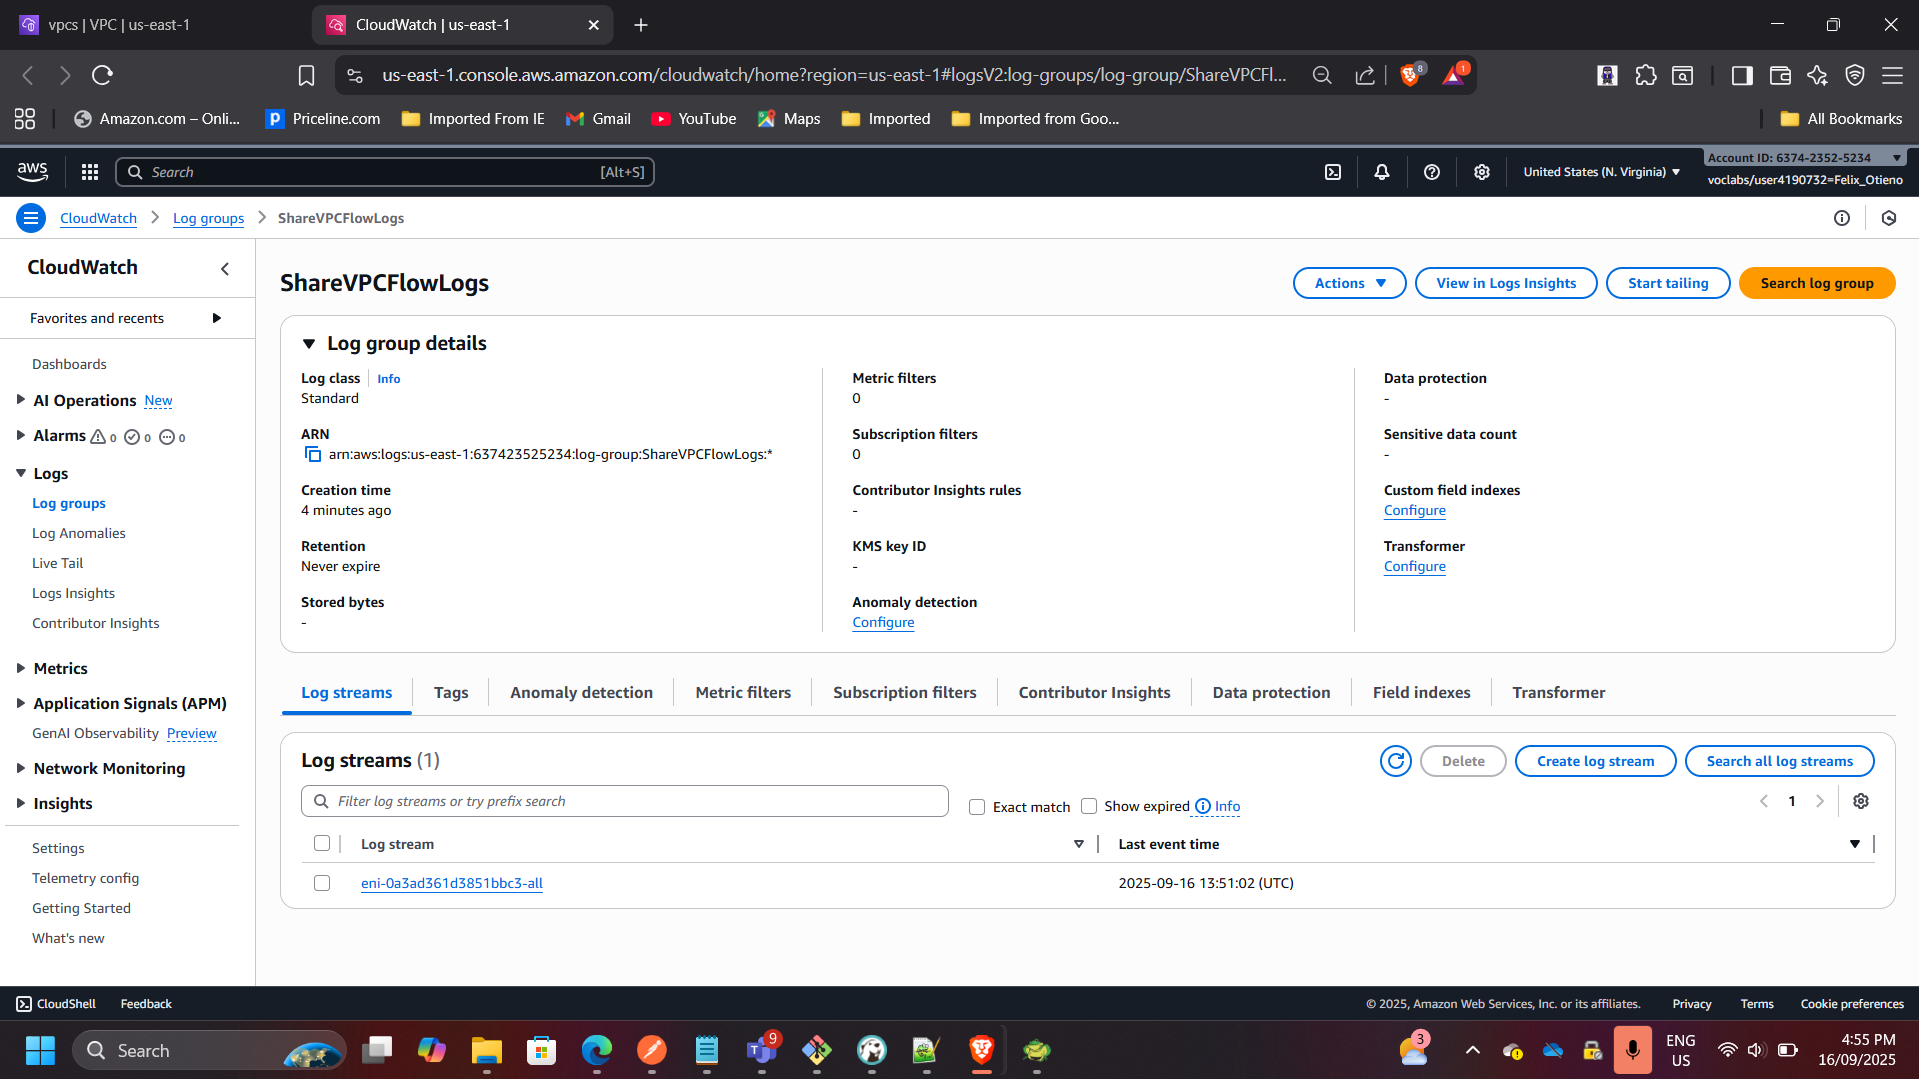 vpcs | VPC | us-east-1
CloudWatch | us-east-1
us-east-1.console.aws.amazon.com/cloudwatch/home?region=us-east-1#logsV2:log-groups/log-group/ShareVPCFl...
8
1
Amazon.com – Onli...
Priceline.com
Imported From IE
Gmail
YouTube
Maps
Imported
Imported from Goo...
All Bookmarks
aws
Search
[Alt+S]
United States (N. Virginia)
Account ID: 6374-2352-5234
voclabs/user4190732=Felix_Otieno
CloudWatch
Log groups
ShareVPCFlowLogs
CloudWatch
Favorites and recents
Dashboards
AI Operations New
Alarms 0 0 0
Logs
Log groups
Log Anomalies
Live Tail
Logs Insights
Contributor Insights
Metrics
Application Signals (APM)
GenAI Observability Preview
Network Monitoring
Insights
Settings
Telemetry config
Getting Started
What's new
ShareVPCFlowLogs
Actions
View in Logs Insights
Start tailing
Search log group
Log group details
Log class Info
Standard
ARN
arn:aws:logs:us-east-1:637423525234:log-group:ShareVPCFlowLogs:*
Creation time
4 minutes ago
Retention
Never expire
Stored bytes
-
Metric filters
0
Subscription filters
0
Contributor Insights rules
-
KMS key ID
-
Anomaly detection
Configure
Data protection
-
Sensitive data count
-
Custom field indexes
Configure
Transformer
Configure
Log streams
Tags
Anomaly detection
Metric filters
Subscription filters
Contributor Insights
Data protection
Field indexes
Transformer
Log streams (1)
Delete
Create log stream
Search all log streams
Filter log streams or try prefix search
Exact match
Show expired
Info
1
Log stream
Last event time
eni-0a3ad361d3851bbc3-all
2025-09-16 13:51:02 (UTC)
CloudShell
Feedback
© 2025, Amazon Web Services, Inc. or its affiliates.
Privacy
Terms
Cookie preferences
Search
9
3
ENG
US
4:55 PM
16/09/2025